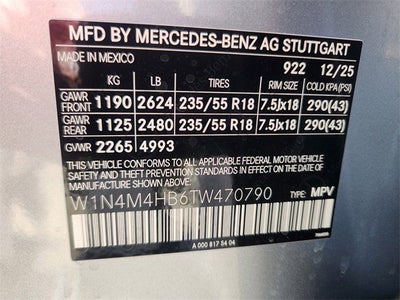 MFD BY MERCEDES-BENZ AG STUTTGART
MADE IN MEXICO 922 12/25
KG LB TIRES RIM SIZE COLD KPA (PSI)
GAWR FRONT 1190 2624 235/55 R18 7.5Jx18 290(43)
GAWR REAR 1125 2480 235/55 R18 7.5Jx18 290(43)
GVWR 2265 4993
THIS VEHICLE CONFORMS TO ALL APPLICABLE FEDERAL MOTOR VEHICLE
SAFETY AND THEFT PREVENTION STANDARDS IN EFFECT ON THE DATE OF
MANUFACTURE SHOWN ABOVE.
W1N4M4HB6TW470790 TYPE: MPV
A 000 817 54 04